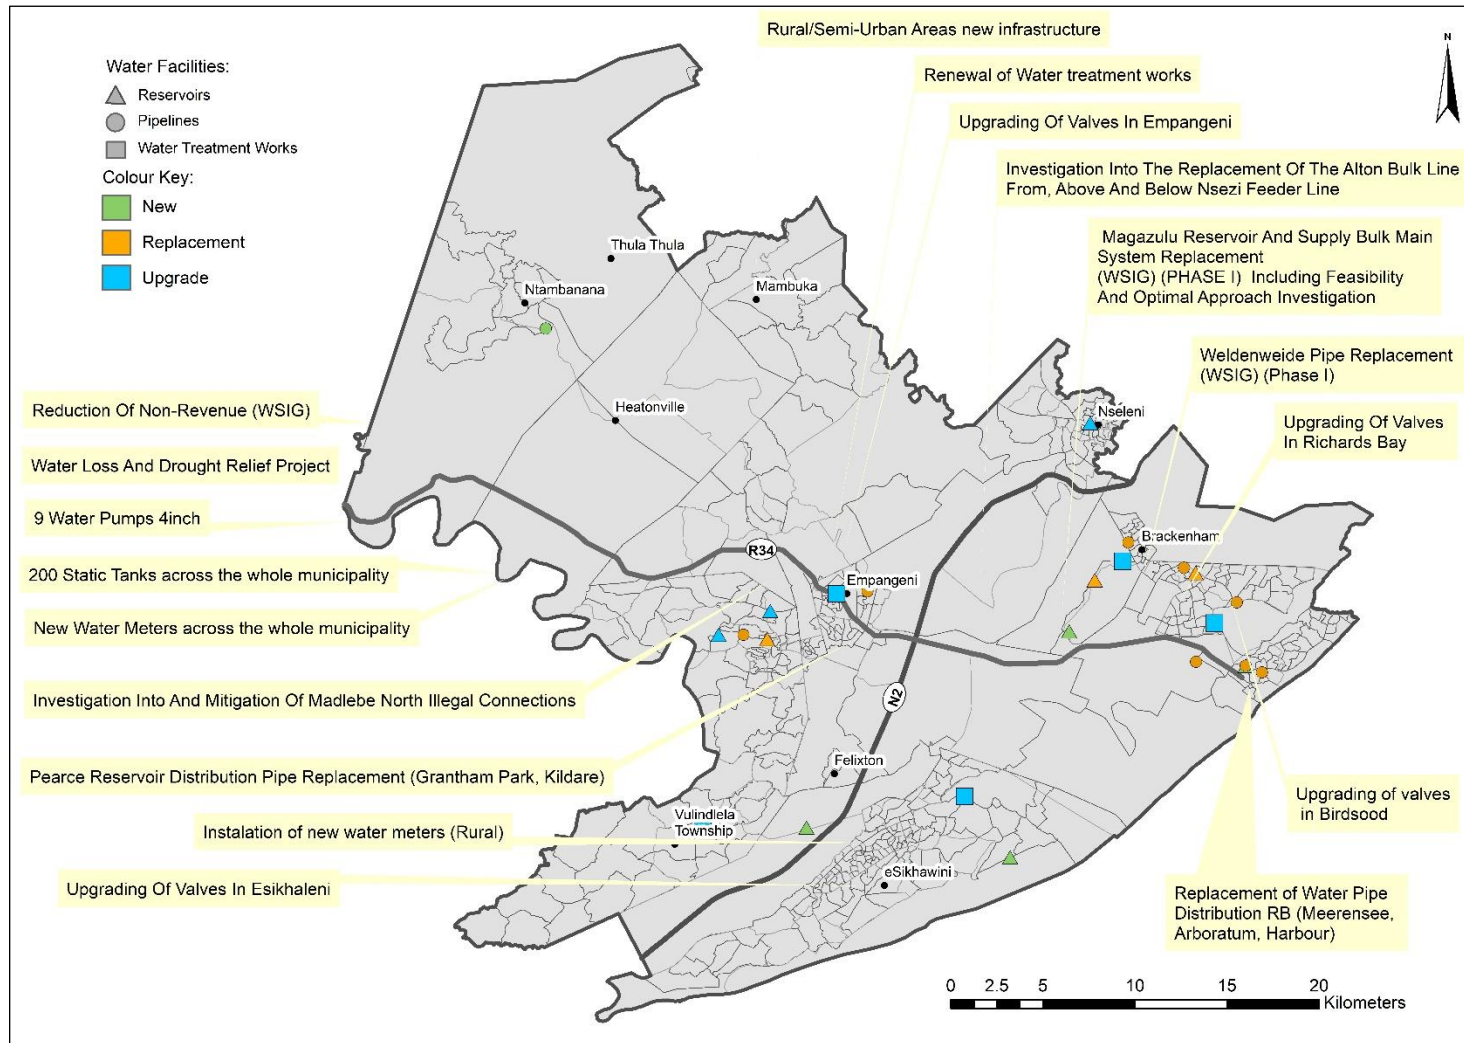 Rural/Semi-Urban Areas new infrastructure
N
Water Facilities:
Reservoirs
Pipelines
Water Treatment Works
Colour Key:
New
Replacement
Upgrade
Renewal of Water treatment works
Upgrading Of Valves In Empangeni
Investigation Into The Replacement Of The Alton Bulk Line
From, Above And Below Nsezi Feeder Line
Magazulu Reservoir And Supply Bulk Main
System Replacement
(WSIG) (PHASE I) Including Feasibility
And Optimal Approach Investigation
Thula Thula
Ntambanana
Mambuka
Weldenweide Pipe Replacement
(WSIG) (Phase I)
Reduction Of Non-Revenue (WSIG)
Heatonville
Nseleni
Upgrading Of Valves
In Richards Bay
Water Loss And Drought Relief Project
9 Water Pumps 4inch
R34
Brackenham
200 Static Tanks across the whole municipality
Empangeni
New Water Meters across the whole municipality
Investigation Into And Mitigation Of Madlebe North Illegal Connections
N2
Pearce Reservoir Distribution Pipe Replacement (Grantham Park, Kildare)
Felixton
Upgrading of valves
in Birdsood
Instalation of new water meters (Rural)
Vulindlela
Township
Upgrading Of Valves In Esikhaleni
eSikhawini
Replacement of Water Pipe
Distribution RB (Meerensee,
Arboratum, Harbour)
0 2.5 5 10 15 20
Kilometers